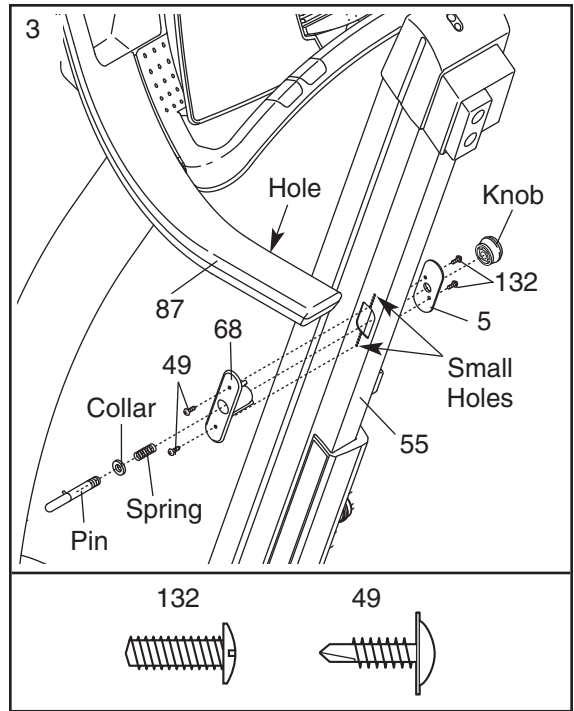 3
Hole
Knob
87
132
5
68
49
Small
Holes
Collar
55
Spring
Pin
132
49